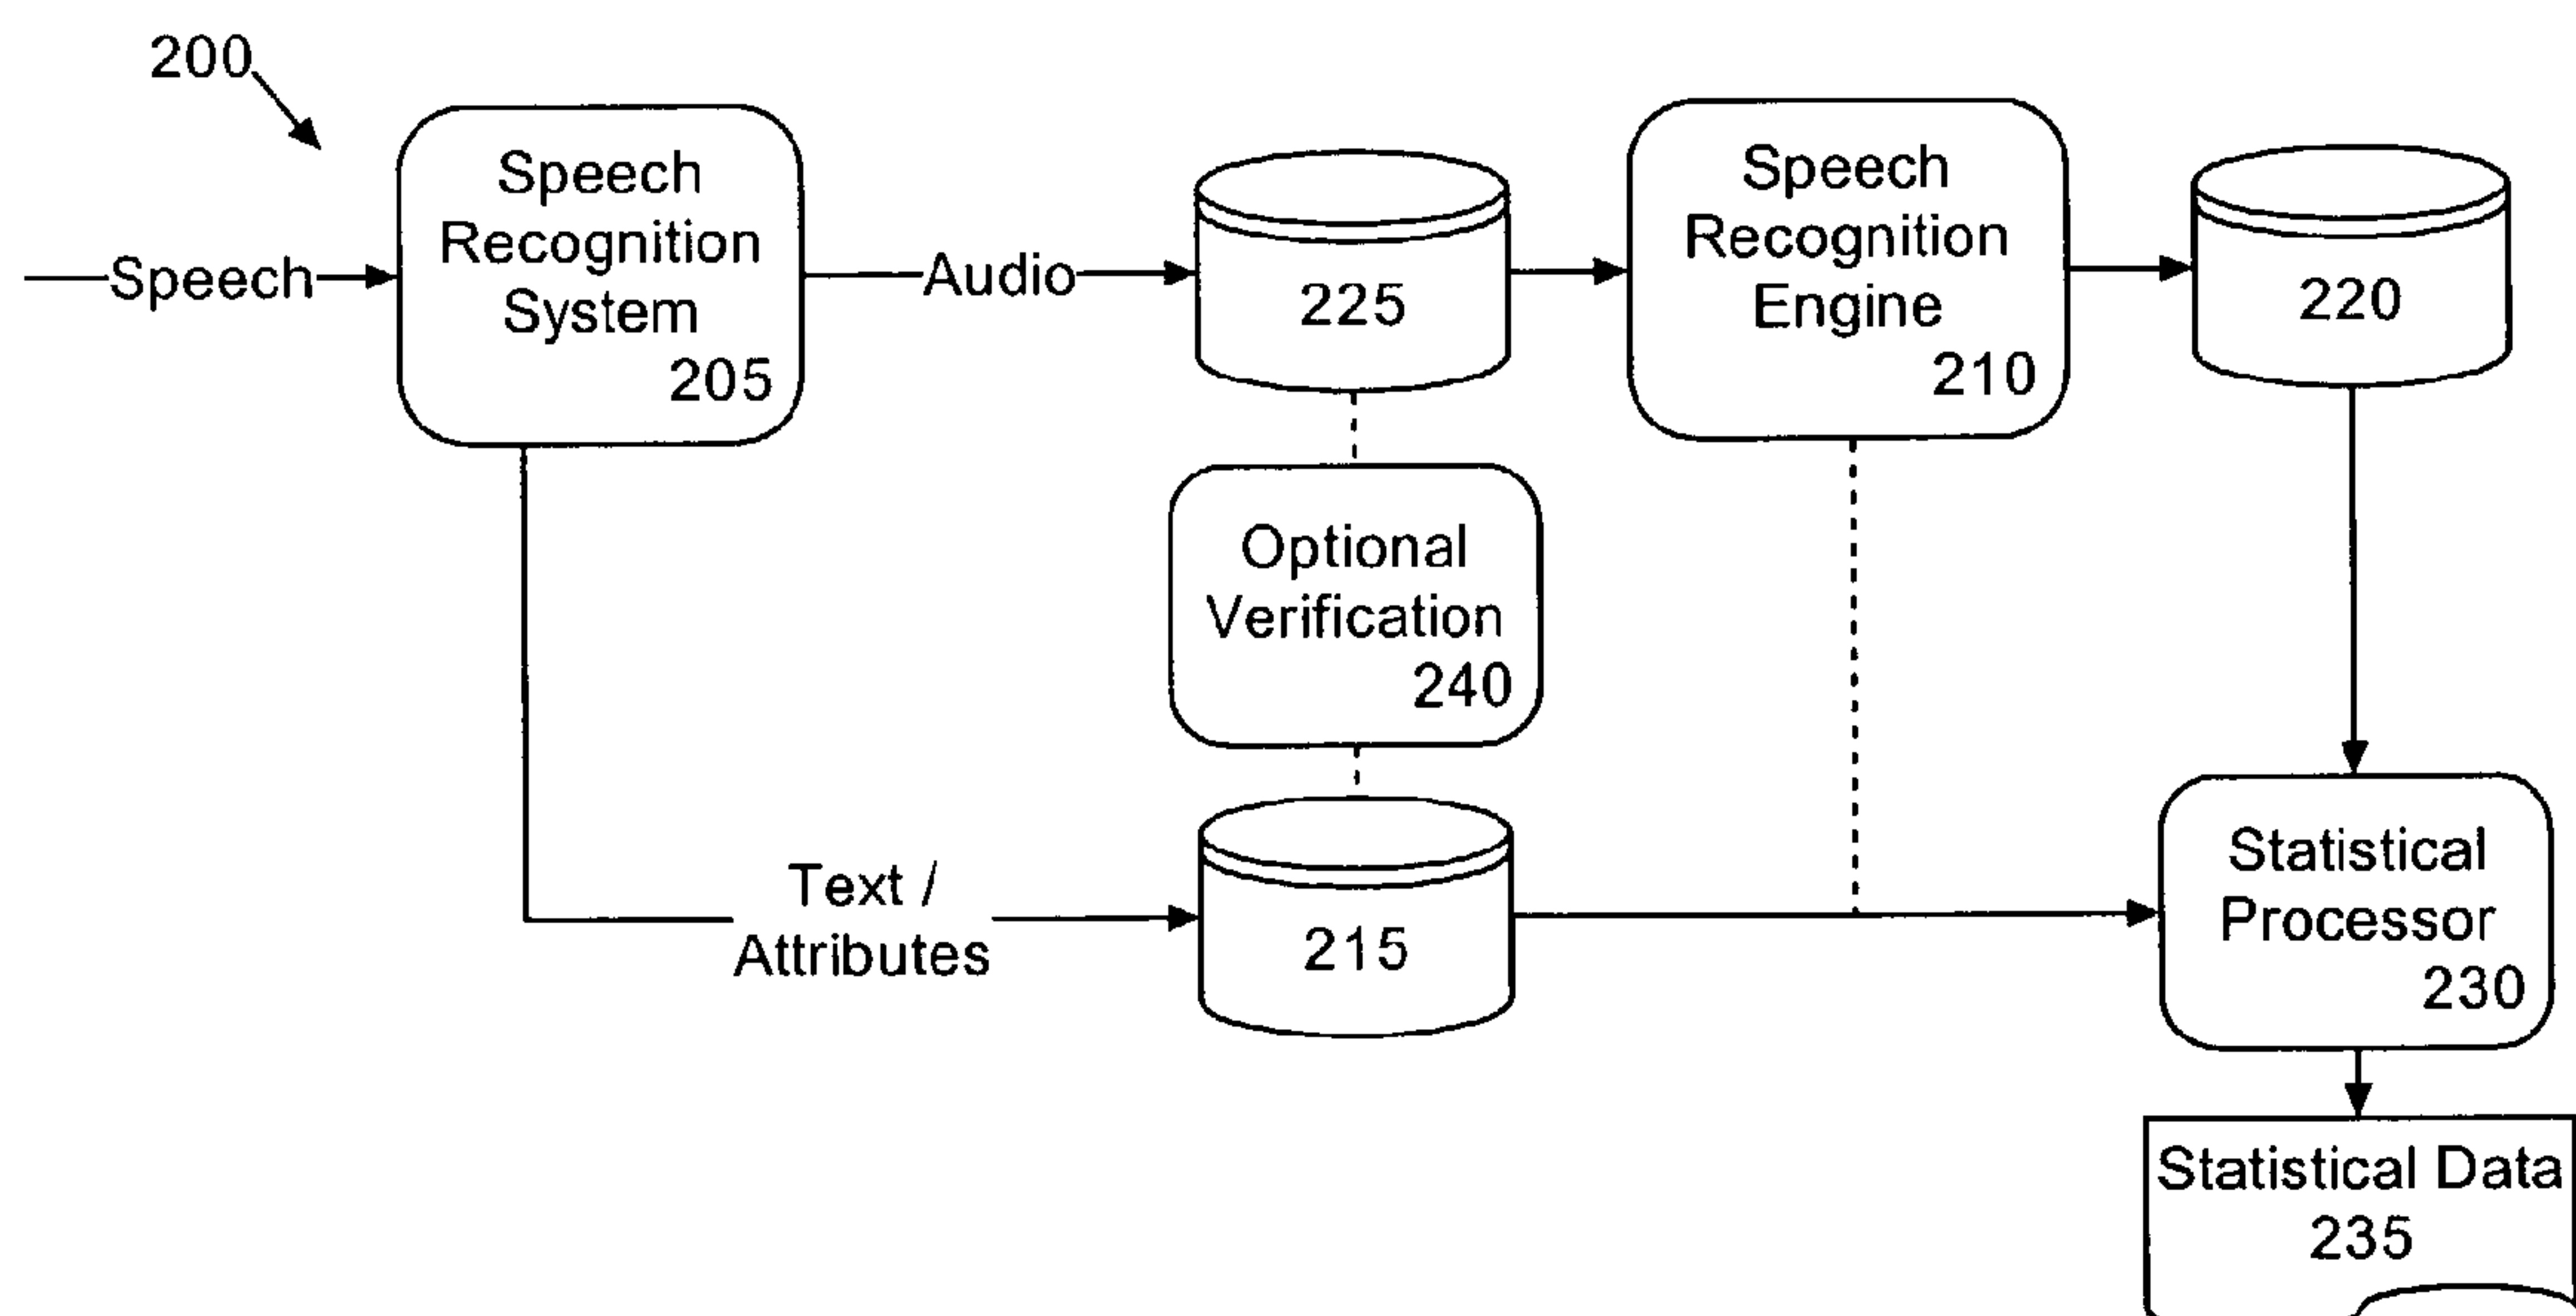 200
Speech
Speech
Recognition
System
205
Audio
225
Speech
Recognition
Engine
210
220
Optional
Verification
240
Text /
Attributes
215
Statistical
Processor
230
Statistical Data
235